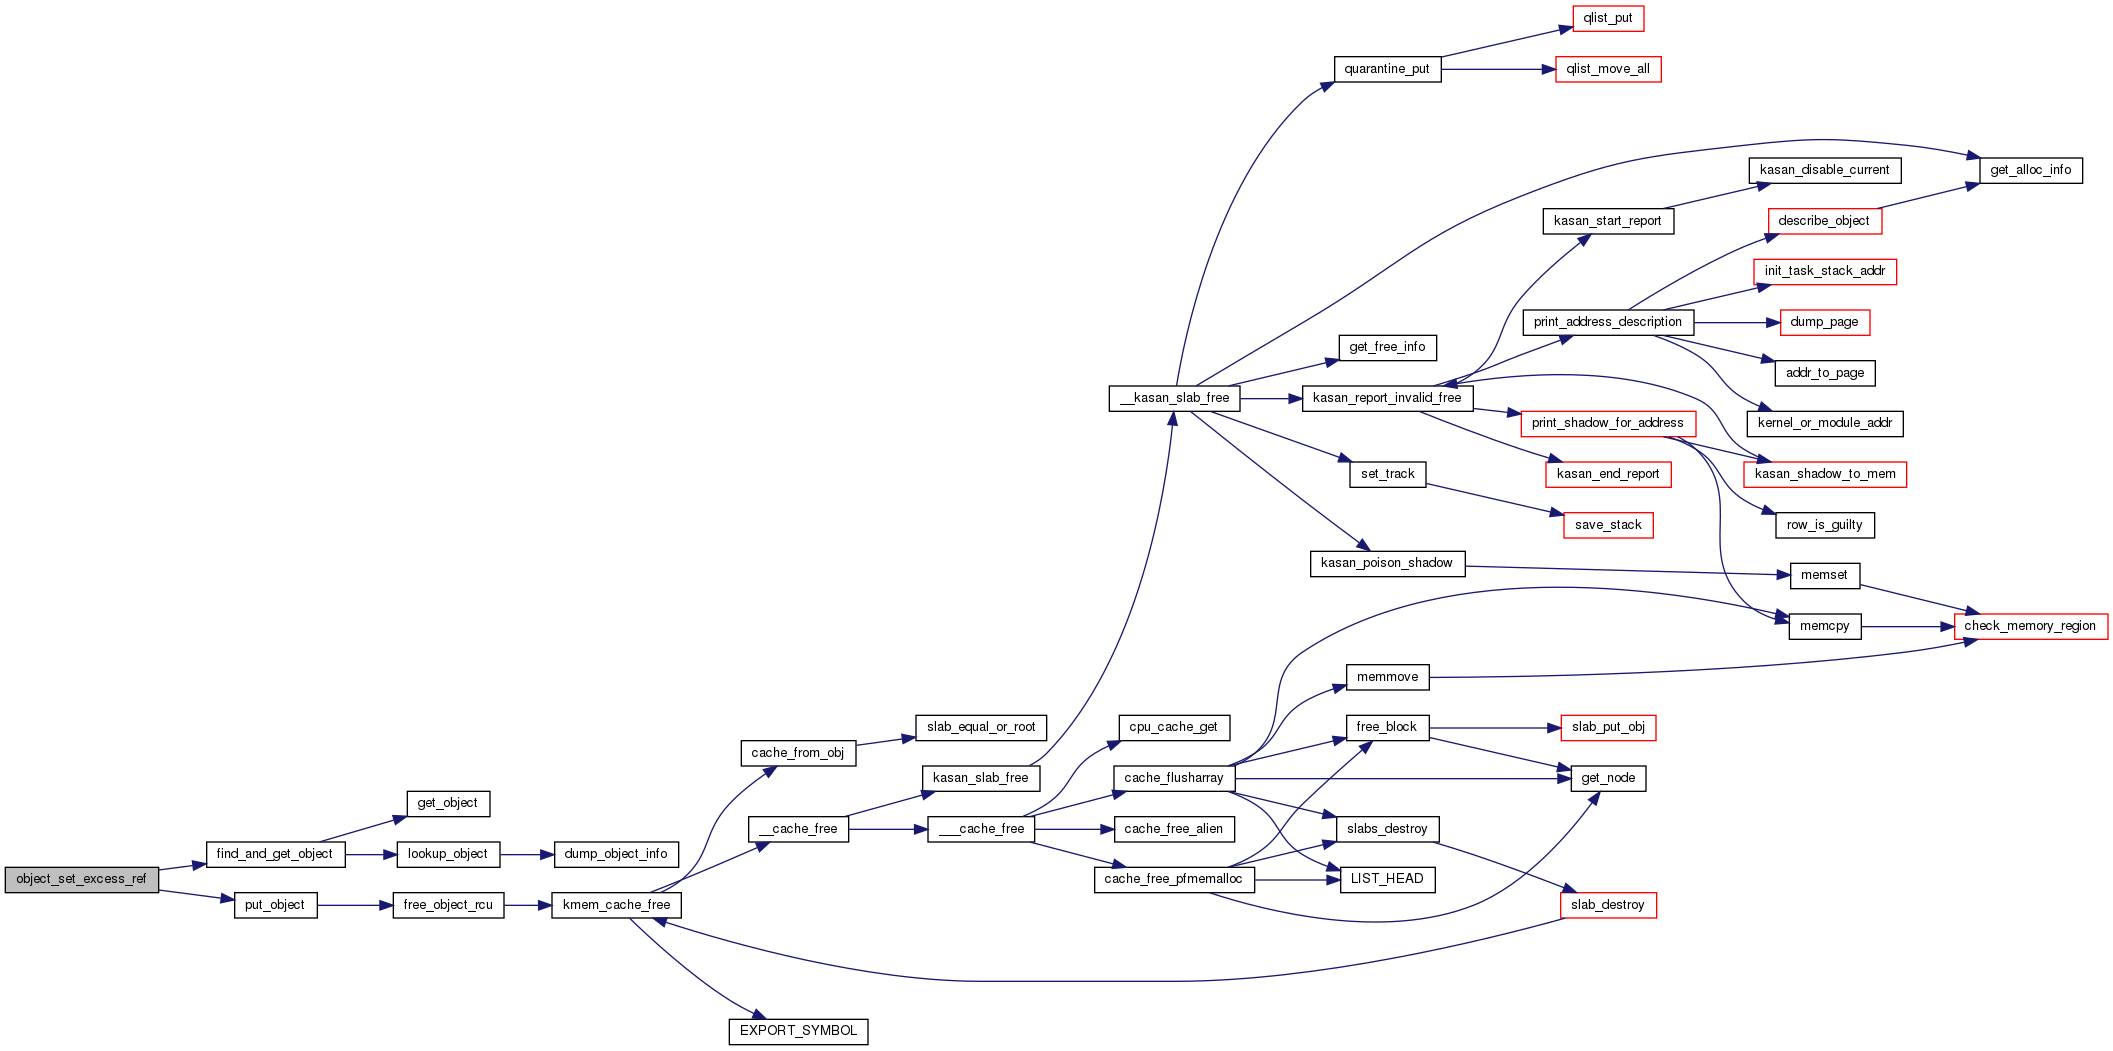 qlist_put
quarantine_put
qlist_move_all
kasan_disable_current
get_alloc_info
kasan_start_report
describe_object
init_task_stack_addr
print_address_description
dump_page
get_free_info
addr_to_page
__kasan_slab_free
kasan_report_invalid_free
print_shadow_for_address
kernel_or_module_addr
set_track
kasan_end_report
kasan_shadow_to_mem
save_stack
row_is_guilty
kasan_poison_shadow
memset
memcpy
check_memory_region
memmove
slab_equal_or_root
cpu_cache_get
free_block
slab_put_obj
cache_from_obj
kasan_slab_free
cache_flusharray
get_node
get_object
__cache_free
___cache_free
cache_free_alien
slabs_destroy
find_and_get_object
lookup_object
dump_object_info
object_set_excess_ref
cache_free_pfmemalloc
LIST_HEAD
put_object
free_object_rcu
kmem_cache_free
slab_destroy
EXPORT_SYMBOL